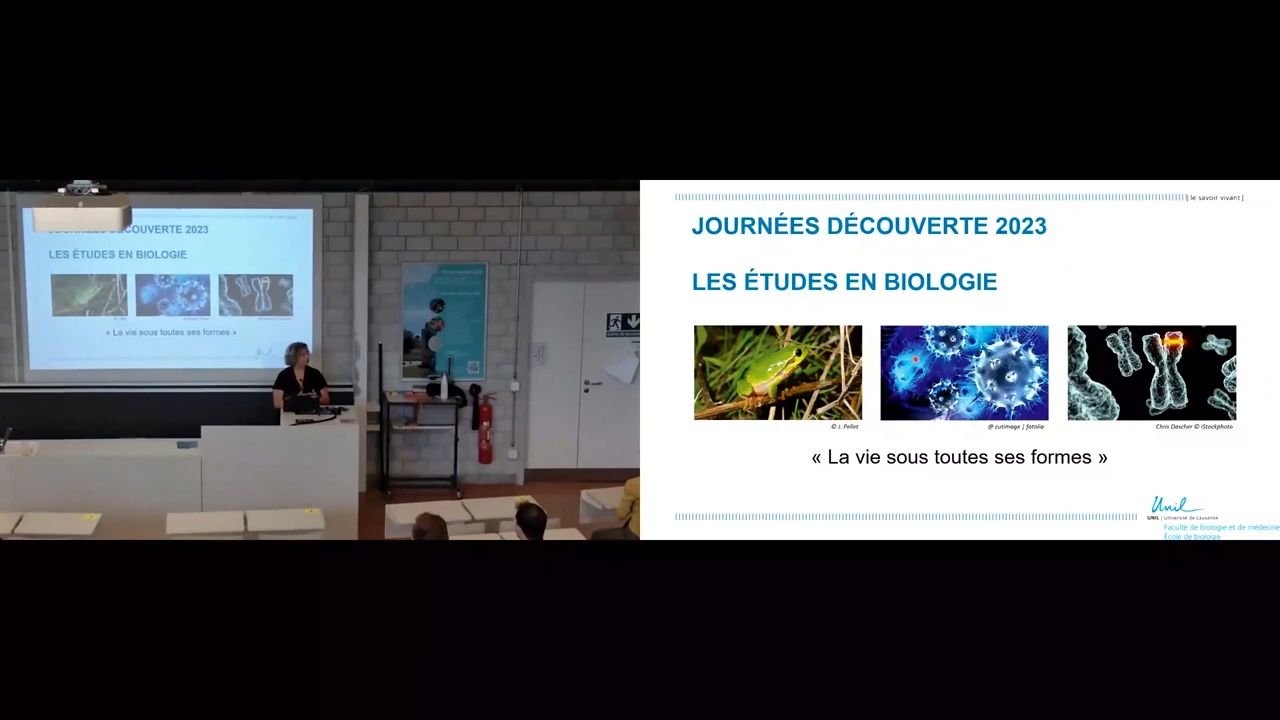 JOURNÉES DÉCOUVERTE 2023
LES ÉTUDES EN BIOLOGIE
« La vie sous toutes ses formes »
| le savoir vivant |
JOURNÉES DÉCOUVERTE 2023
LES ÉTUDES EN BIOLOGIE
© J. Pellet
@ cutimage | fotolia
Chris Dascher © iStockphoto
« La vie sous toutes ses formes »
Unil
UNIL | Université de Lausanne
Faculté de biologie et de médecine
École de biologie